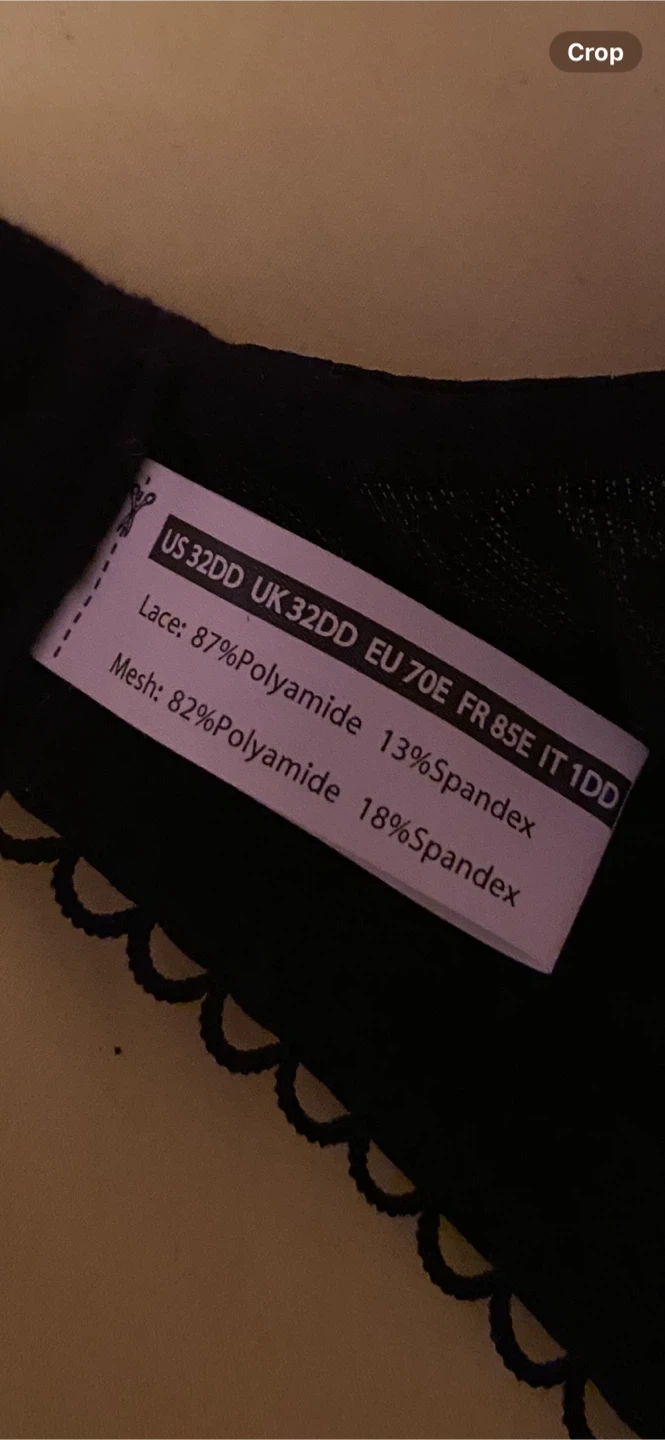 Crop
US 32DD UK 32DD EU 70E FR 85E IT 1DD
Lace: 87%Polyamide 13%Spandex
Mesh: 82%Polyamide 18%Spandex